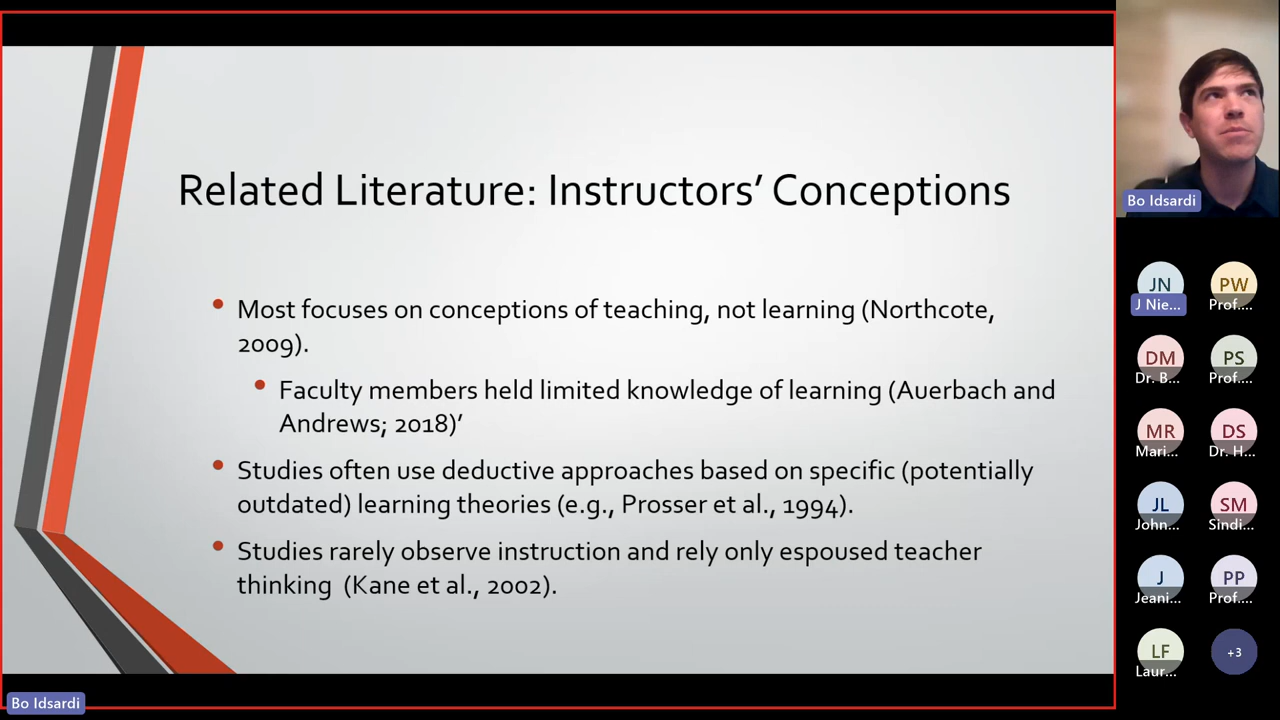 Related Literature: Instructors’ Conceptions
Most focuses on conceptions of teaching, not learning (Northcote,
2009).
Faculty members held limited knowledge of learning (Auerbach and
Andrews; 2018)’
Studies often use deductive approaches based on specific (potentially
outdated) learning theories (e.g., Prosser et al., 1994).
Studies rarely observe instruction and rely only espoused teacher
thinking (Kane et al., 2002).
Bo Idsardi
Bo Idsardi
JN
PW
J Nie...
Prof....
DM
PS
Dr. B...
Prof....
MR
DS
Mari...
Dr. H...
JL
SM
John...
Sindi...
J
PP
Jeani...
Prof....
LF
+3
Laur...